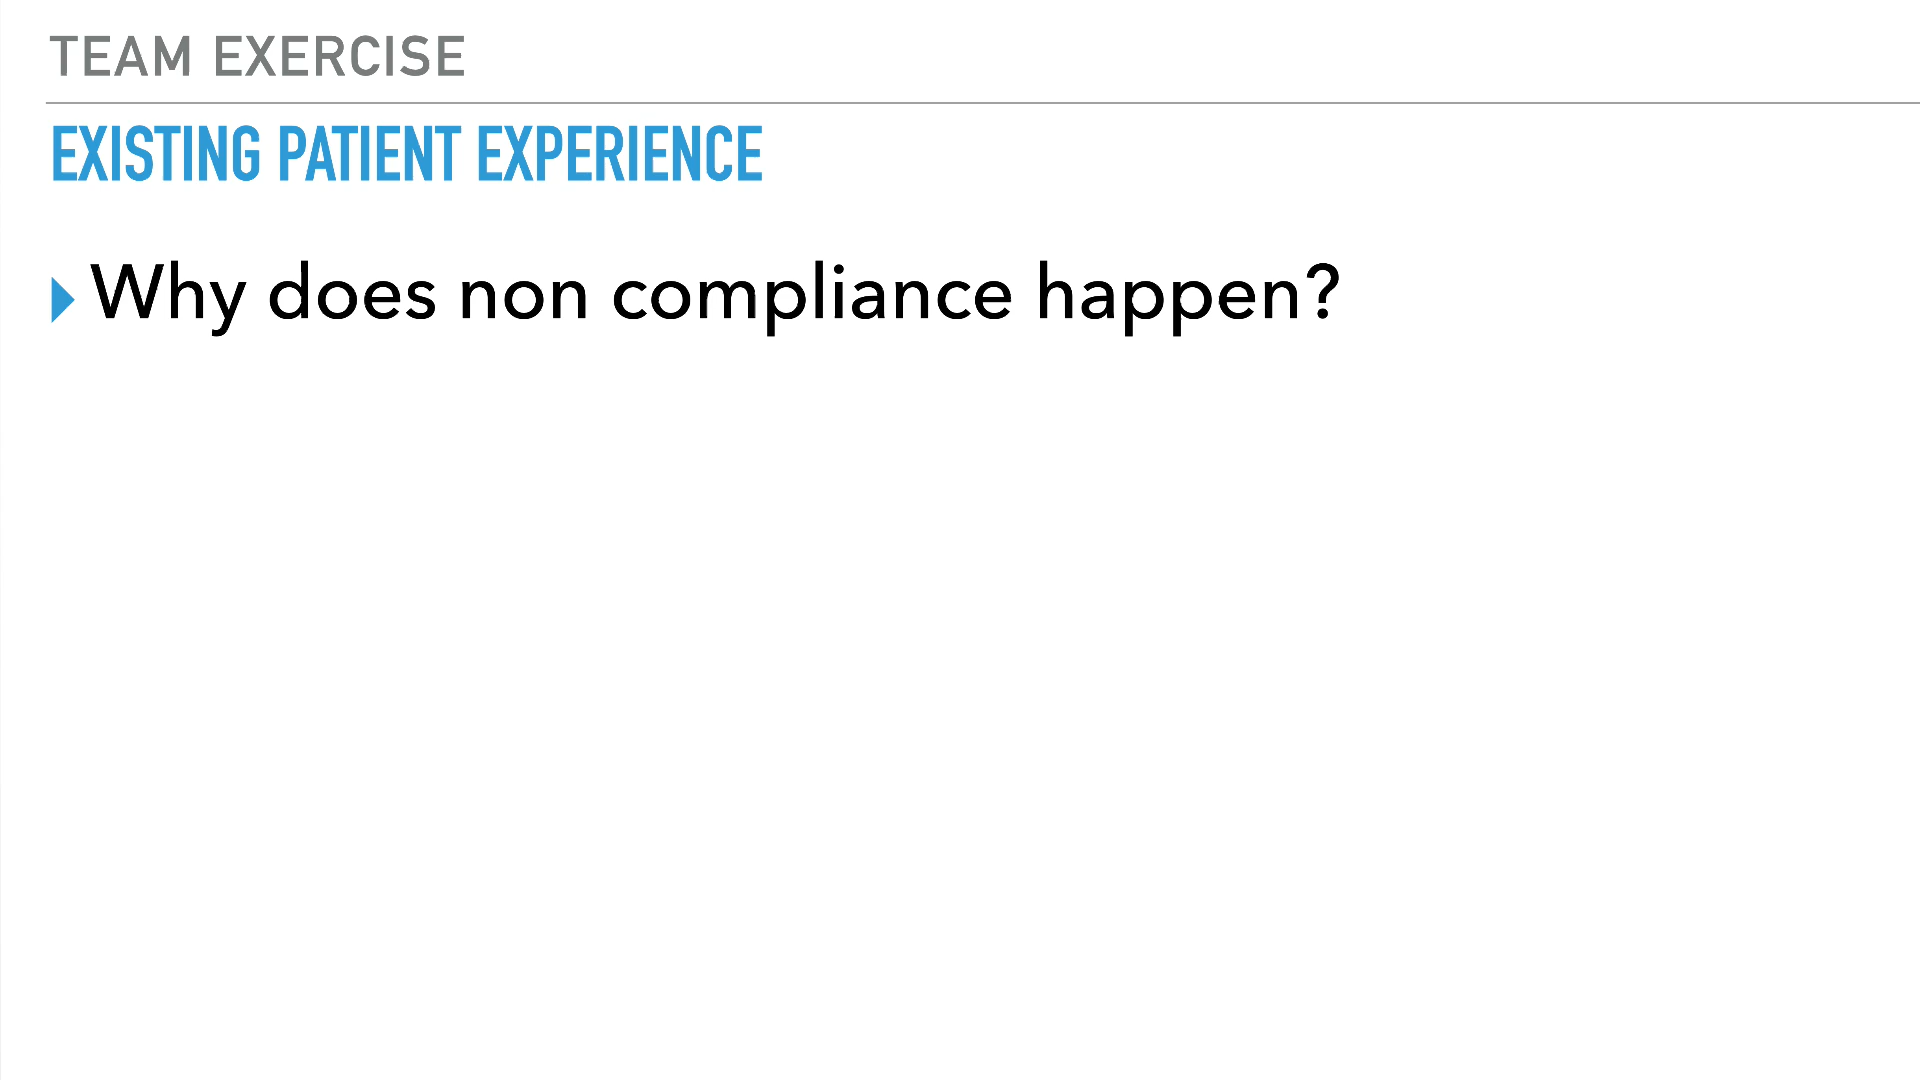 TEAM EXERCISE
EXISTING PATIENT EXPERIENCE
Why does non compliance happen?